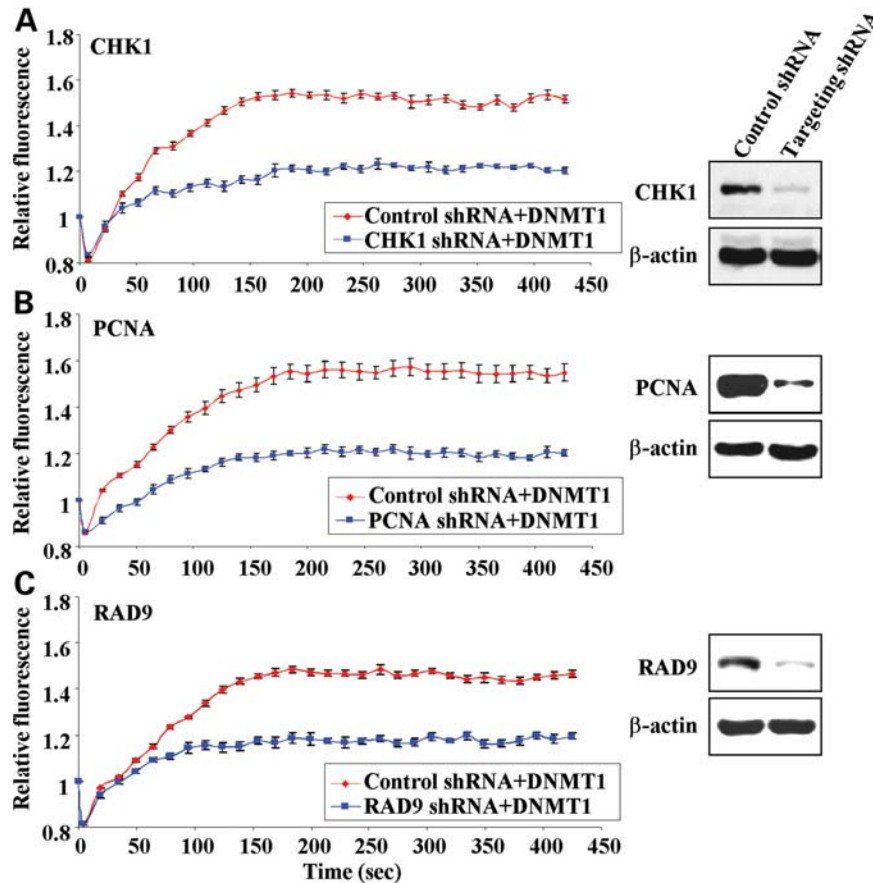 A
CHK1
Relative fluorescence
1.8
1.6
1.4
1.2
1
0.8
0 50 100 150 200 250 300 350 400 450
Control shRNA+DNMT1
CHK1 shRNA+DNMT1
Control shRNA
Targeting shRNA
CHK1
β-actin
B
PCNA
Relative fluorescence
1.8
1.6
1.4
1.2
1
0.8
0 50 100 150 200 250 300 350 400 450
Control shRNA+DNMT1
PCNA shRNA+DNMT1
PCNA
β-actin
C
RAD9
Relative fluorescence
1.8
1.6
1.4
1.2
1
0.8
0 50 100 150 200 250 300 350 400 450
Time (sec)
Control shRNA+DNMT1
RAD9 shRNA+DNMT1
RAD9
β-actin